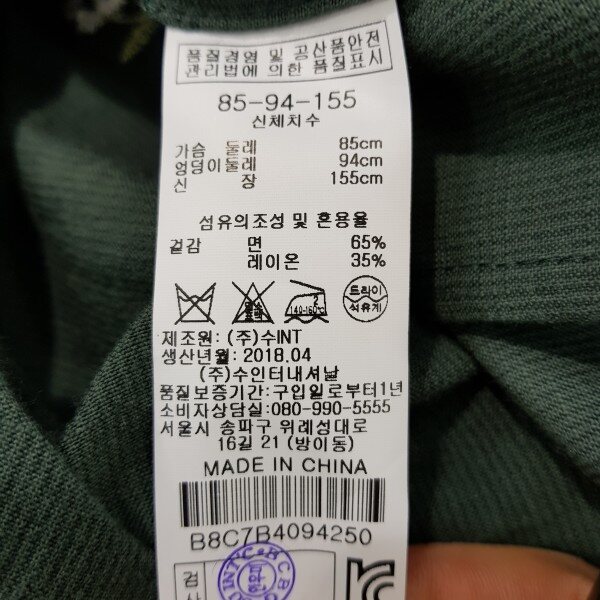 품질경영 및 공산품안전
관리법에 의한 품질표시
85-94-155
신체치수
가슴 둘레 85cm
엉덩이둘레 94cm
신 장 155cm
섬유의조성 및 혼용율
겉감 면 65%
레이온 35%
2
140-160℃
드라이
석유계
제조원: (주)수INT
생산년월: 2018.04
(주)수인터내셔날
품질보증기간: 구입일로부터1년
소비자상담실: 080-990-5555
서울시 송파구 위례성대로
16길 21 (방이동)
MADE IN CHINA
B8C7B4094250
검